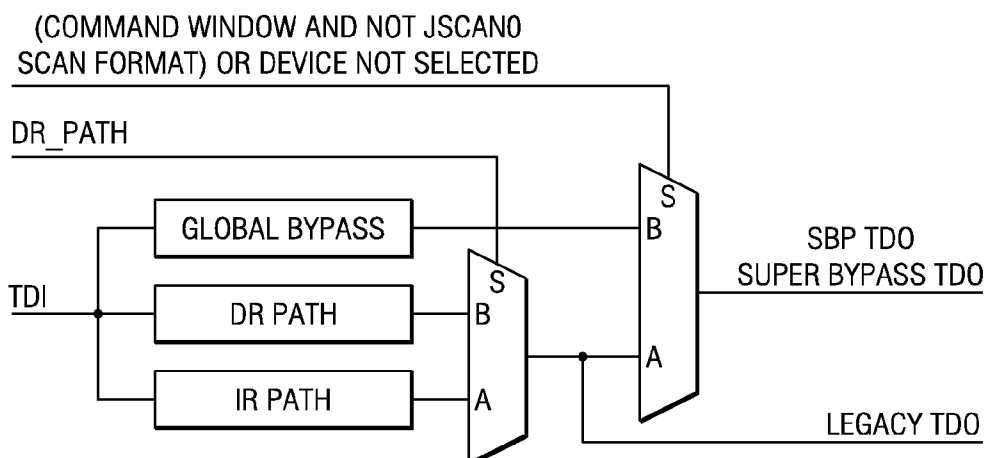 (COMMAND WINDOW AND NOT JSCAN0
SCAN FORMAT) OR DEVICE NOT SELECTED
DR_PATH
S
GLOBAL BYPASS
B
SBP TDO
SUPER BYPASS TDO
S
TDI
DR PATH
B
A
IR PATH
A
LEGACY TDO